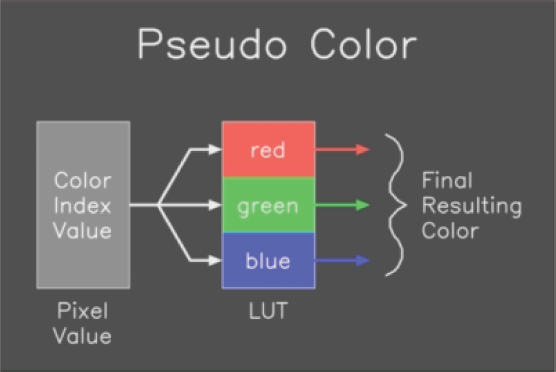 Pseudo Color
Color
Index
Value
Pixel
Value
red
green
blue
LUT
Final
Resulting
Color